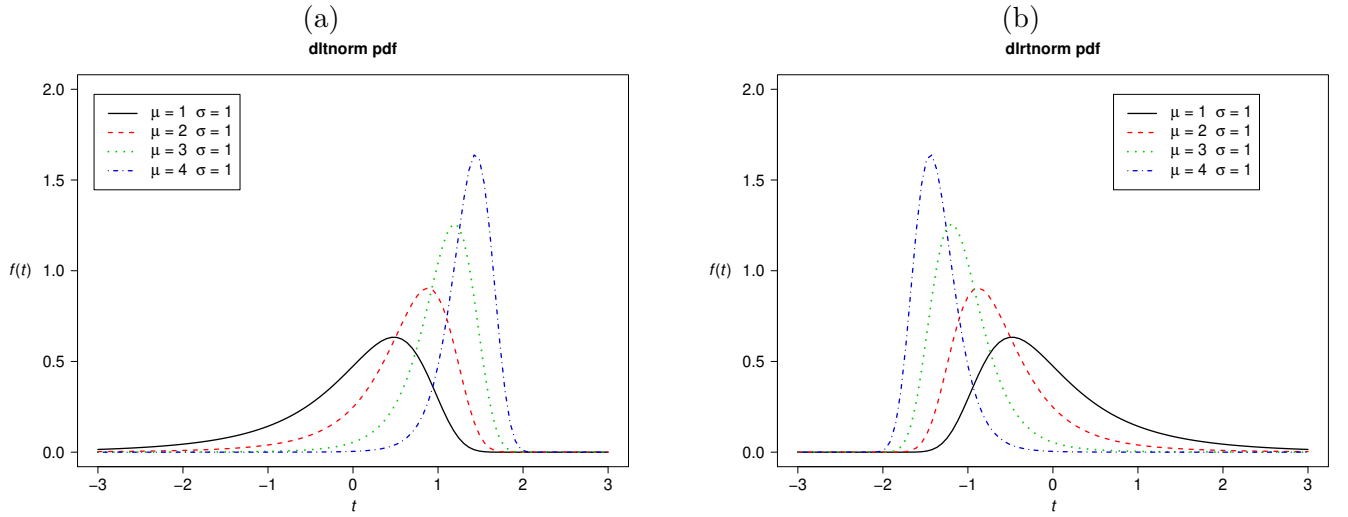 (a)
dltnorm pdf
2.0
1.5
1.0
0.5
0.0
f(t)
μ = 1 σ = 1
μ = 2 σ = 1
μ = 3 σ = 1
μ = 4 σ = 1
−3 −2 −1 0 1 2 3
t
(b)
dlrtnorm pdf
2.0
1.5
1.0
0.5
0.0
f(t)
μ = 1 σ = 1
μ = 2 σ = 1
μ = 3 σ = 1
μ = 4 σ = 1
−3 −2 −1 0 1 2 3
t